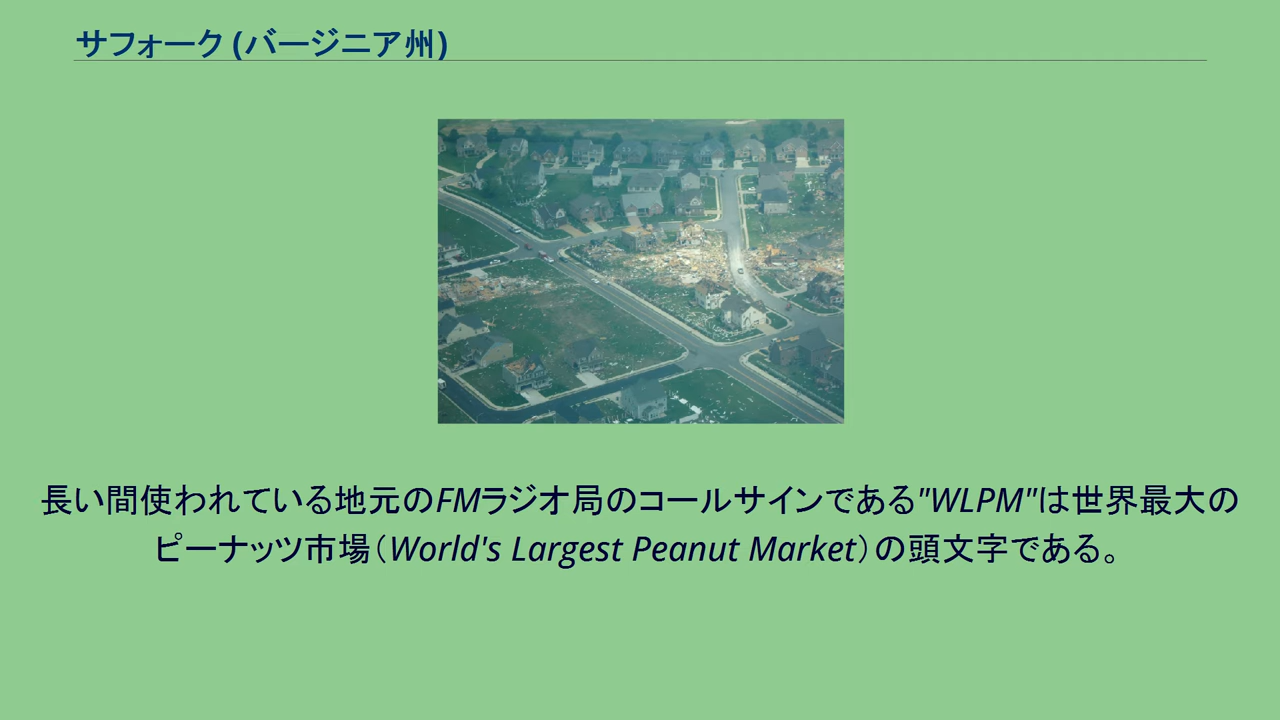 サフォーク (バージニア州)
長い間使われている地元のFMラジオ局のコールサインである"WLPM"は世界最大の
ピーナッツ市場（World's Largest Peanut Market）の頭文字である。